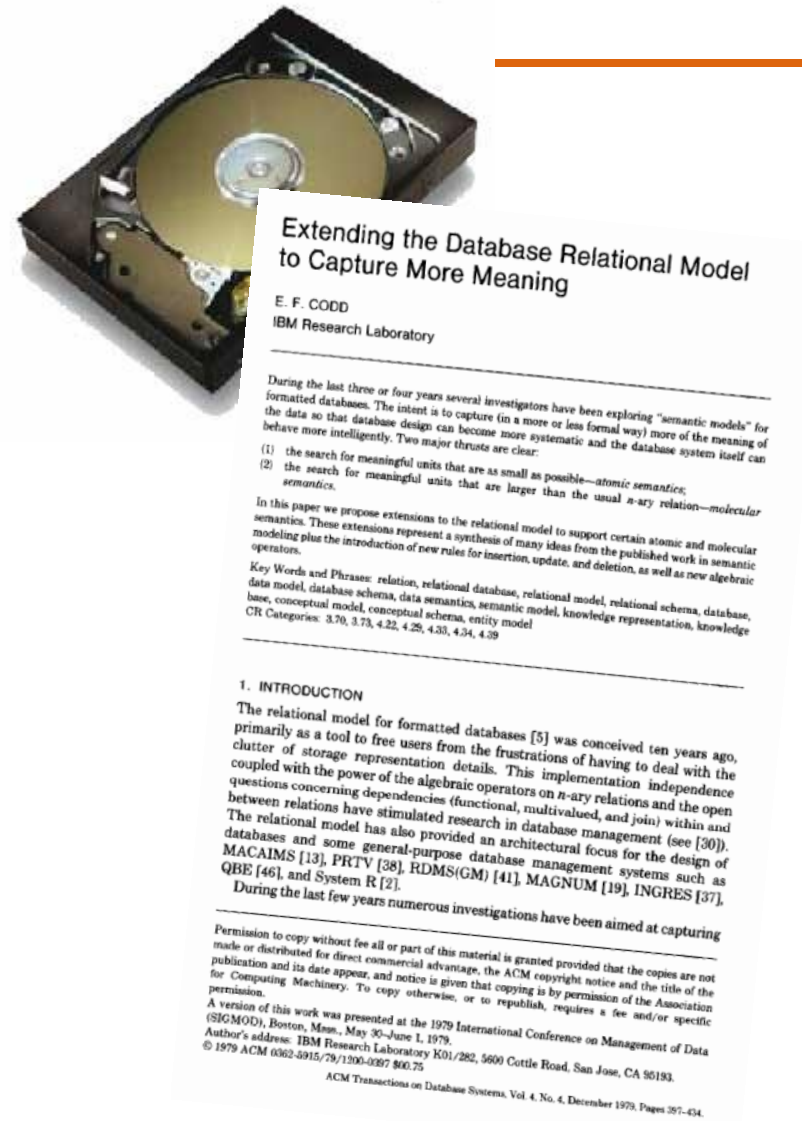 Extending the Database Relational Model
to Capture More Meaning
E. F. CODD
IBM Research Laboratory
During the last three or four years several investigators have been exploring "semantic models" for
formatted databases. The intent is to capture (in a more or less formal way) more of the meaning of
the data so that database design can become more systematic and the database system itself can
behave more intelligently. Two major thrusts are clear:
(1) the search for meaningful units that are as small as possible—atomic semantics;
(2) the search for meaningful units that are larger than the usual n-ary relation—molecular
semantics.
In this paper we propose extensions to the relational model to support certain atomic and molecular
semantics. These extensions represent a synthesis of many ideas from the published work in semantic
modeling plus the introduction of new rules for insertion, update, and deletion, as well as new algebraic
operators.
Key Words and Phrases: relation, relational database, relational model, relational schema, database,
data model, database schema, data semantics, semantic model, knowledge representation, knowledge
base, conceptual model, conceptual schema, entity model
CR Categories: 3.70, 3.73, 4.22, 4.29, 4.33, 4.34, 4.39
1. INTRODUCTION
The relational model for formatted databases [5] was conceived ten years ago,
primarily as a tool to free users from the frustrations of having to deal with the
clutter of storage representation details. This implementation independence
coupled with the power of the algebraic operators on n-ary relations and the open
questions concerning dependencies (functional, multivalued, and join) within and
between relations have stimulated research in database management (see [30]).
The relational model has also provided an architectural focus for the design of
databases and some general-purpose database management systems such as
MACAIMS [13], PRTV [38], RDMS(GM) [41], MAGNUM [19], INGRES [37],
QBE [46], and System R [2].
During the last few years numerous investigations have been aimed at capturing
Permission to copy without fee all or part of this material is granted provided that the copies are not
made or distributed for direct commercial advantage, the ACM copyright notice and the title of the
publication and its date appear, and notice is given that copying is by permission of the Association
for Computing Machinery. To copy otherwise, or to republish, requires a fee and/or specific
permission.
A version of this work was presented at the 1979 International Conference on Management of Data
(SIGMOD), Boston, Mass., May 30–June 1, 1979.
Author's address: IBM Research Laboratory K01/282, 5600 Cottle Road, San Jose, CA 95193.
© 1979 ACM 0362-5915/79/1200-0397 $00.75
ACM Transactions on Database Systems, Vol. 4, No. 4, December 1979, Pages 397–434.